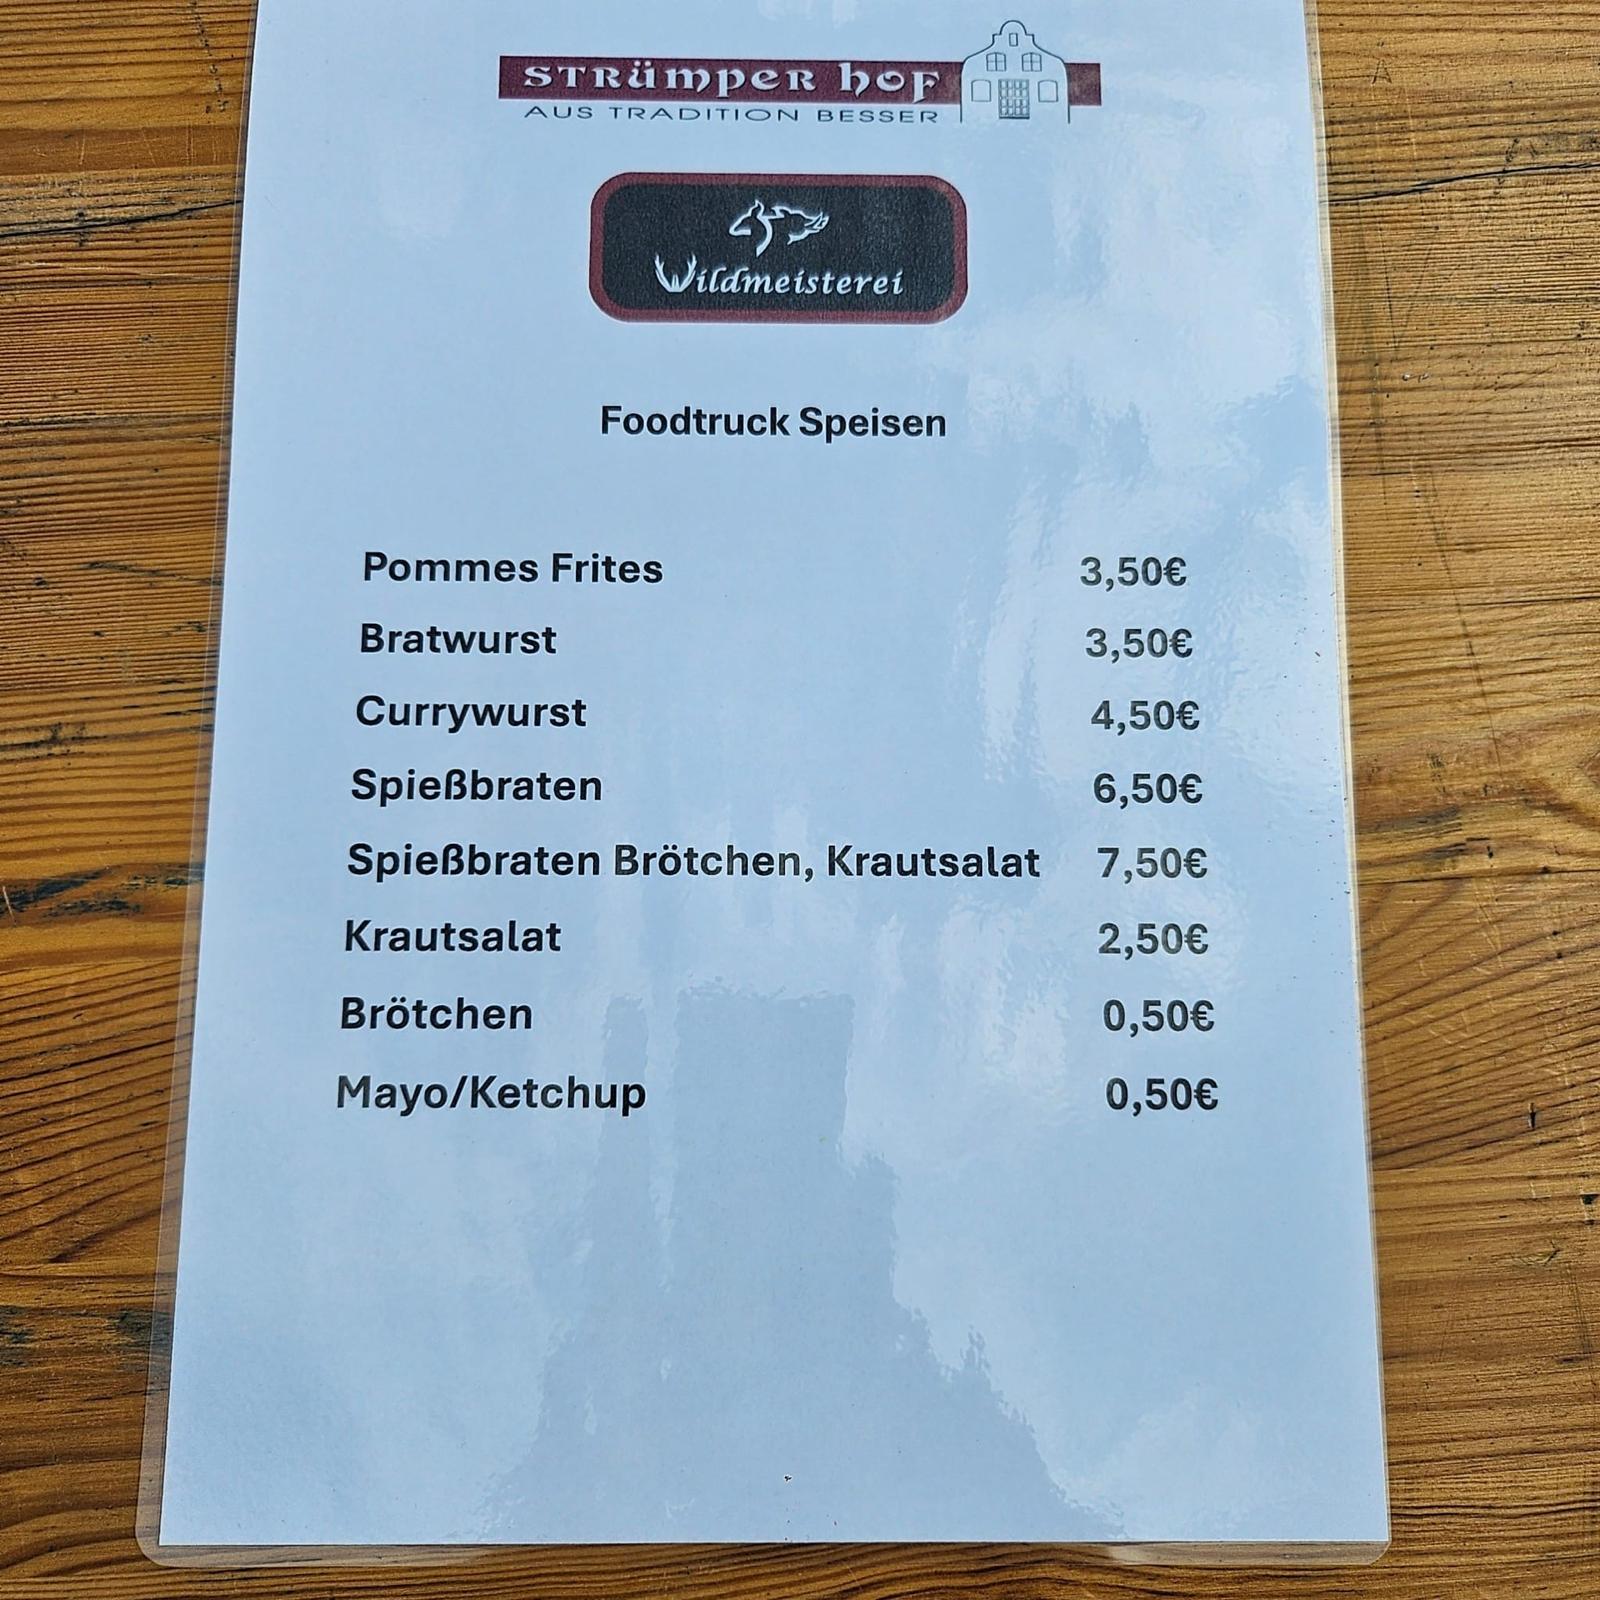 Strümper Hof
AUS TRADITION BESSER
Wildmeisterei
Foodtruck Speisen
Pommes Frites 3,50€
Bratwurst 3,50€
Currywurst 4,50€
Spießbraten 6,50€
Spießbraten Brötchen, Krautsalat 7,50€
Krautsalat 2,50€
Brötchen 0,50€
Mayo/Ketchup 0,50€